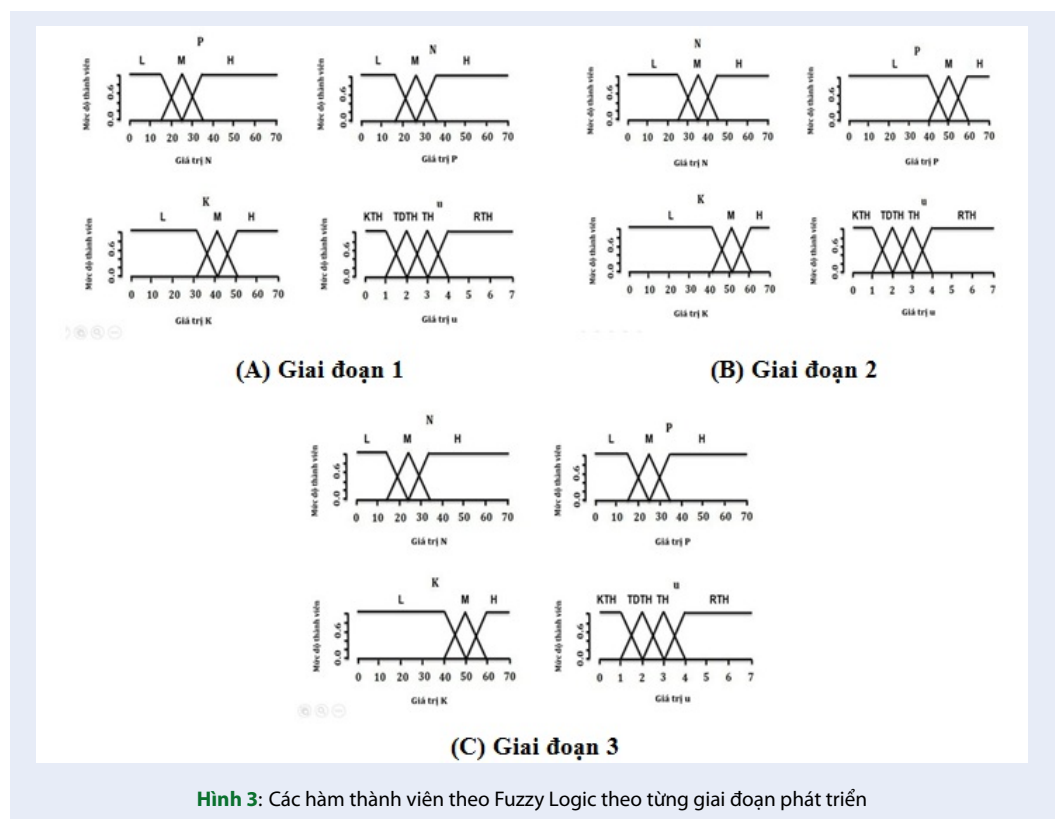 P
L M H
Mức độ thành viên
0.0 0.6
0 10 20 30 40 50 60 70
Giá trị N
N
L M H
Mức độ thành viên
0.0 0.6
0 10 20 30 40 50 60 70
Giá trị P
K
L M H
Mức độ thành viên
0.0 0.6
0 10 20 30 40 50 60 70
Giá trị K
u
KTH TDTH TH RTH
Mức độ thành viên
0.0 0.6
0 1 2 3 4 5 6 7
Giá trị u
(A) Giai đoạn 1
N
L M H
Mức độ thành viên
0.0 0.6
0 10 20 30 40 50 60 70
Giá trị N
P
L M H
Mức độ thành viên
0.0 0.6
0 10 20 30 40 50 60 70
Giá trị P
K
L M H
Mức độ thành viên
0.0 0.6
0 10 20 30 40 50 60 70
Giá trị K
u
KTH TDTH TH RTH
Mức độ thành viên
0.0 0.6
0 1 2 3 4 5 6 7
Giá trị u
(B) Giai đoạn 2
N
L M H
Mức độ thành viên
0.0 0.6
0 10 20 30 40 50 60 70
Giá trị N
P
L M H
Mức độ thành viên
0.0 0.6
0 10 20 30 40 50 60 70
Giá trị P
K
L M H
Mức độ thành viên
0.0 0.6
0 10 20 30 40 50 60 70
Giá trị K
u
KTH TDTH TH RTH
Mức độ thành viên
0.0 0.6
0 1 2 3 4 5 6 7
Giá trị u
(C) Giai đoạn 3
Hình 3: Các hàm thành viên theo Fuzzy Logic theo từng giai đoạn phát triển